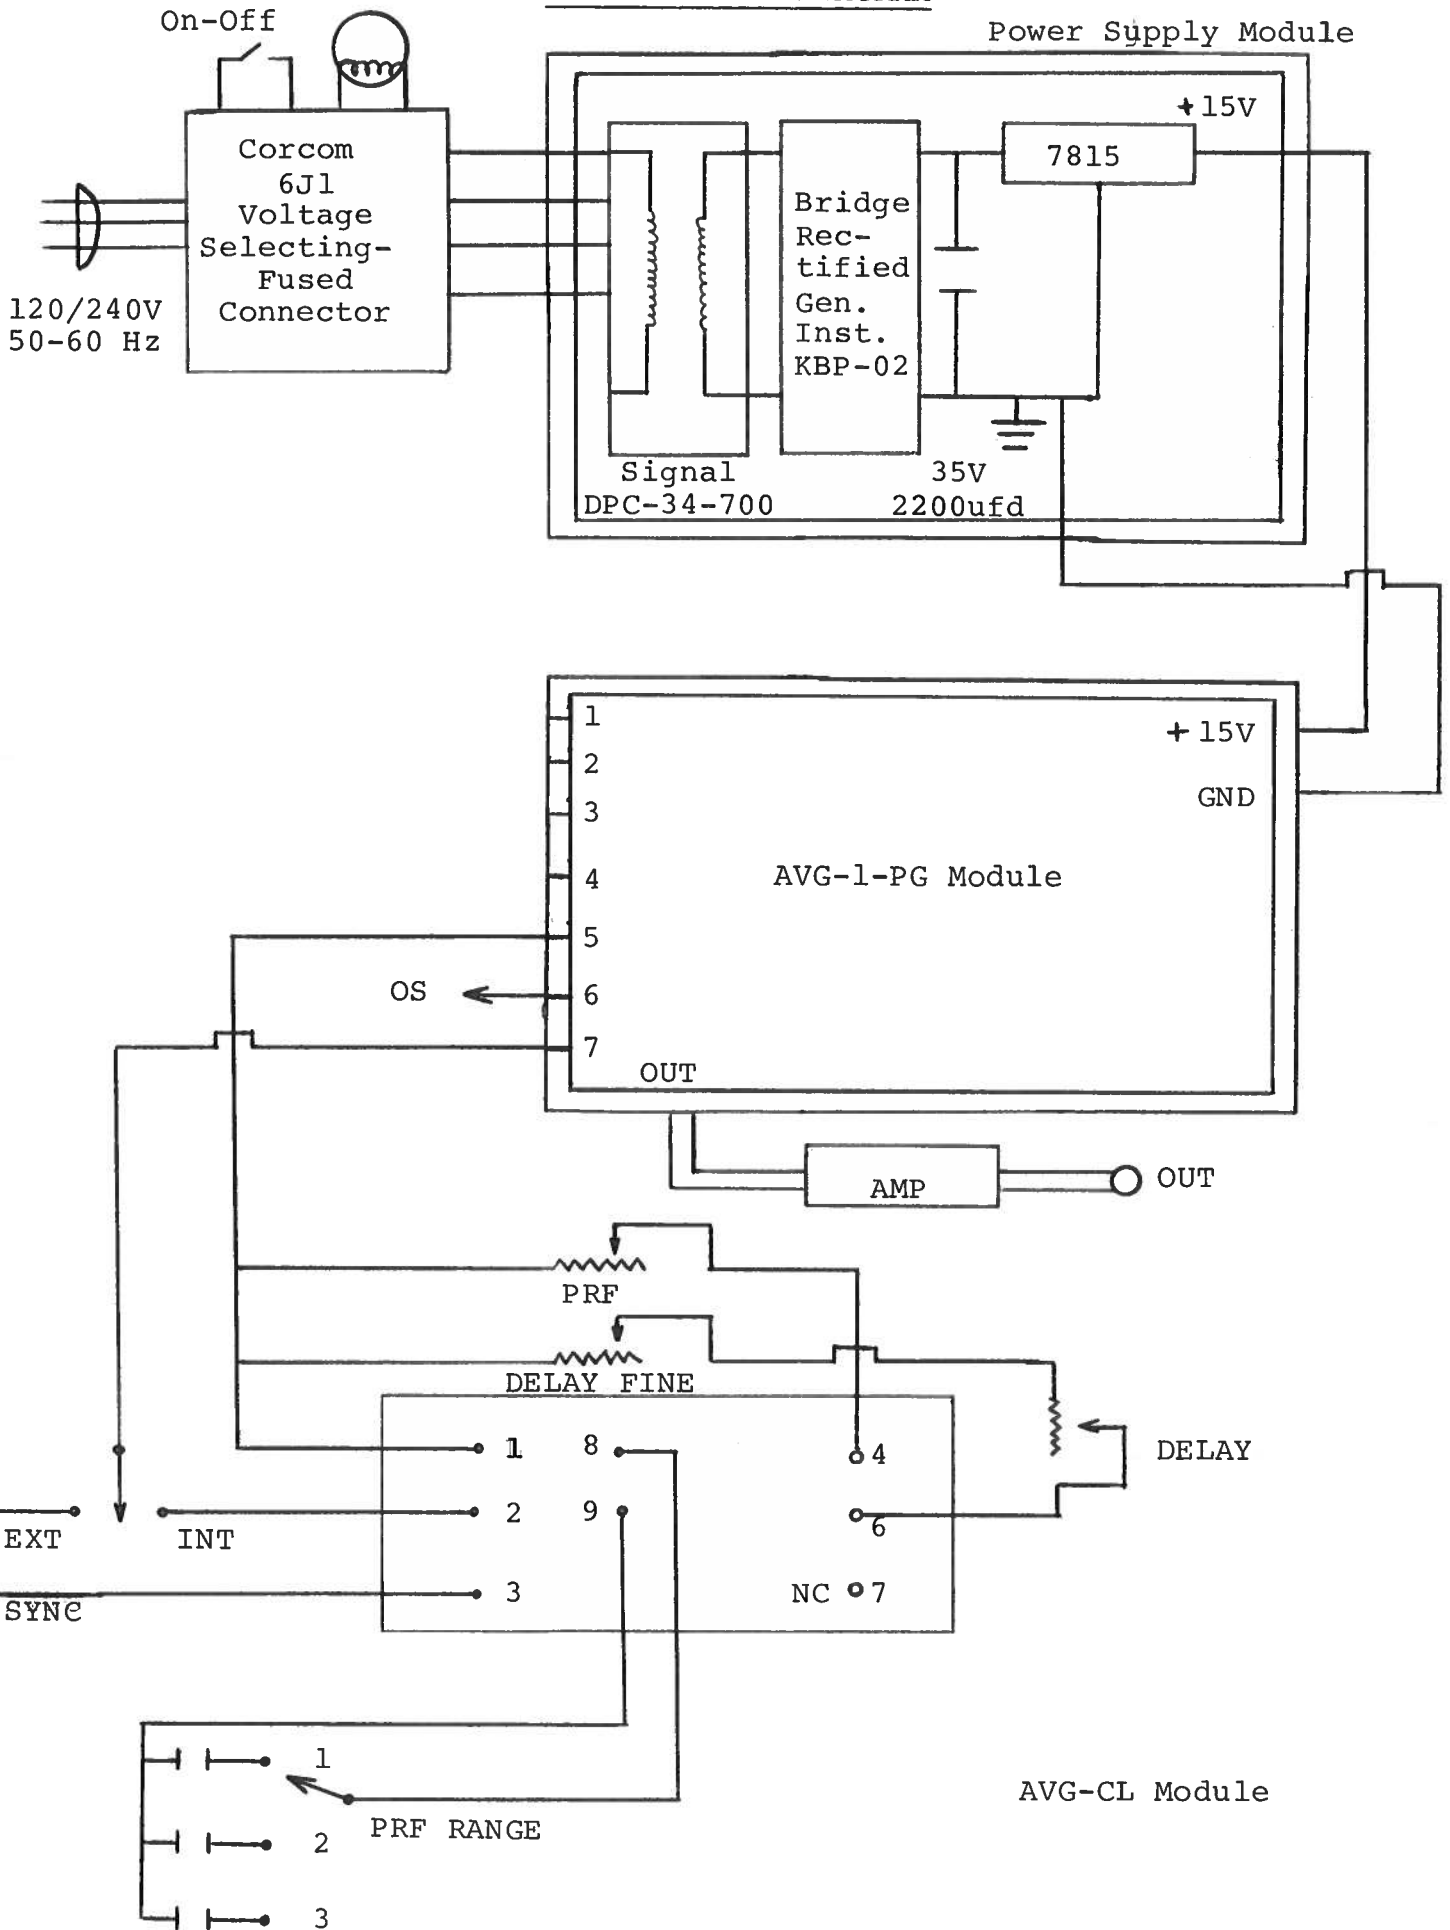 On-Off
Power Supply Module
Corcom
6J1
Voltage
Selecting-
Fused
Connector
120/240V
50-60 Hz
+15V
7815
Bridge
Rec-
tified
Gen.
Inst.
KBP-02
Signal
DPC-34-700
35V
2200ufd
1
2
3
4
5
6
7
+15V
GND
AVG-1-PG Module
OS
OUT
AMP
OUT
PRF
DELAY FINE
DELAY
1
2
3
8
9
4
6
NC 7
EXT
INT
SYNC
1
2
3
PRF RANGE
AVG-CL Module